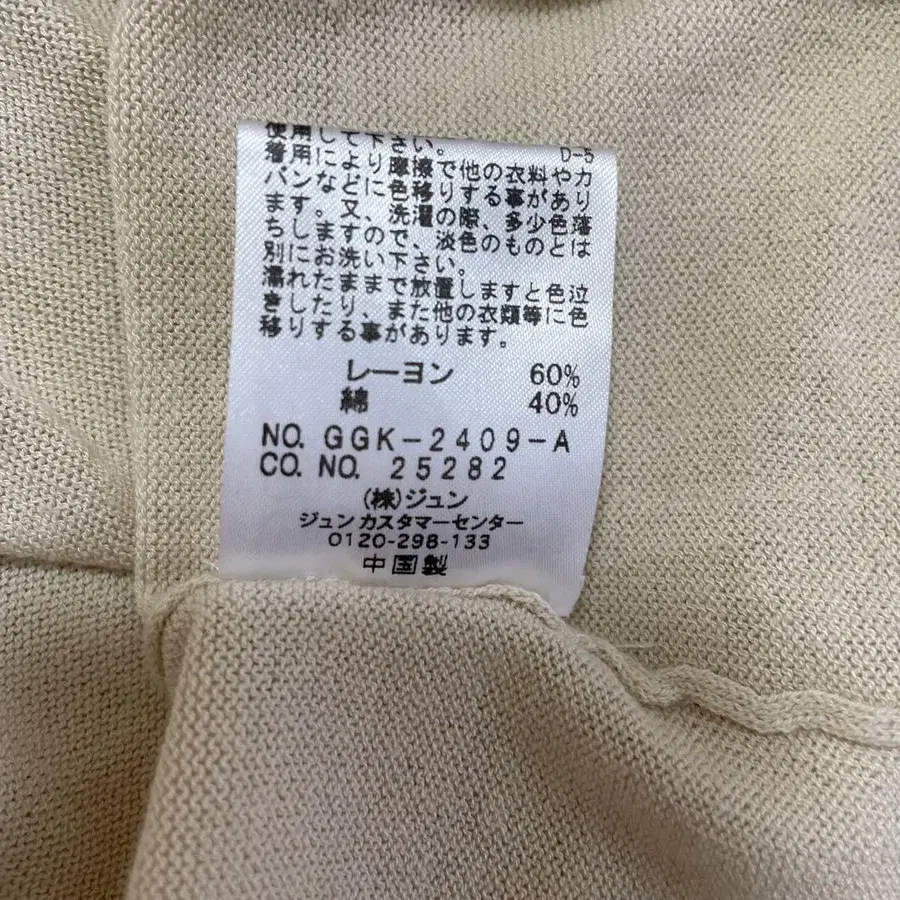 使用して下さい。
D-5
着用により摩擦で他の衣料やカ
バンなどに色移りする事があり
ます。又、洗濯の際、多少色落
ちしますので、淡色のものとは
別にお洗い下さい。
濡れたままで放置しますと色泣
きしたり、また他の衣類等に色
移りする事があります。
レーヨン 60%
綿 40%
NO. GGK-2409-A
CO. NO. 25282
(株)ジュン
ジュン カスタマーセンター
0120-298-133
中国製